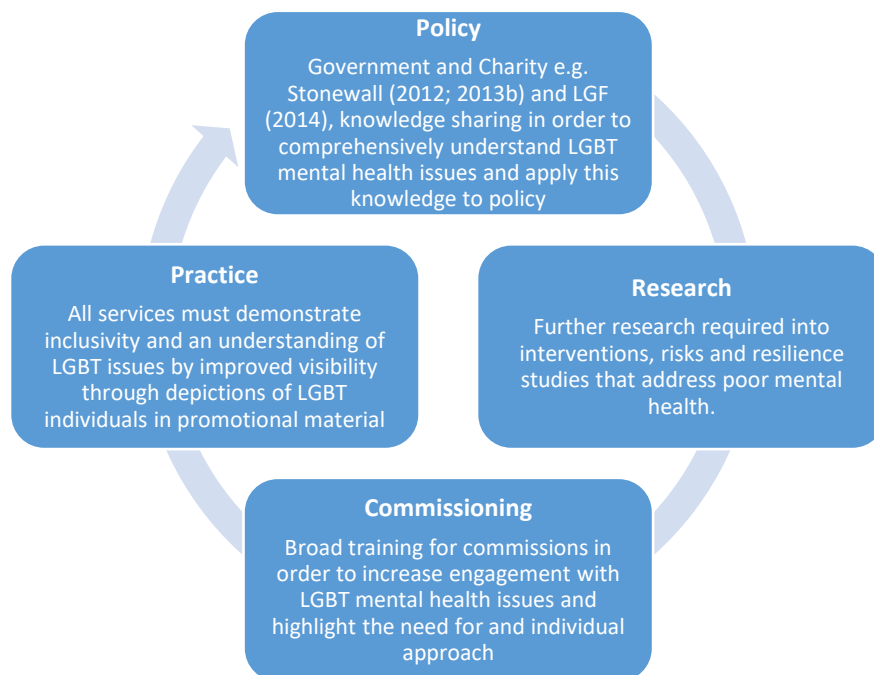 Policy
Government and Charity e.g.
Stonewall (2012; 2013b) and LGF
(2014), knowledge sharing in order to
comprehensively understand LGBT
mental health issues and apply this
knowledge to policy
Research
Further research required into
interventions, risks and resilience
studies that address poor mental
health.
Commissioning
Broad training for commissions in
order to increase engagement with
LGBT mental health issues and
highlight the need for and individual
approach
Practice
All services must demonstrate
inclusivity and an understanding of
LGBT issues by improved visibility
through depictions of LGBT
individuals in promotional material